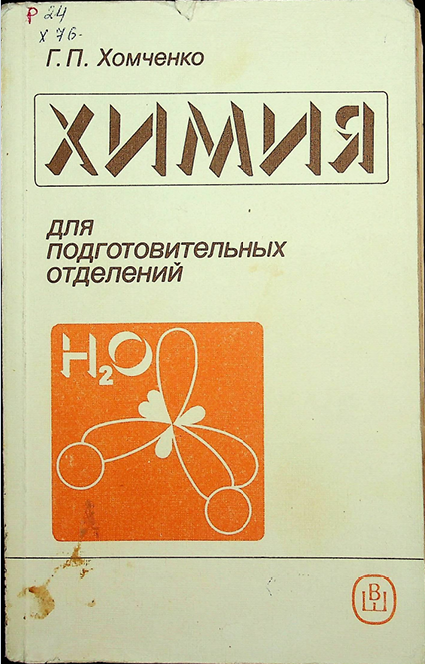 Р 24
Х 76-
Г. П. Хомченко
ХИМИЯ
для
подготовительных
отделений
H₂O
ВШ